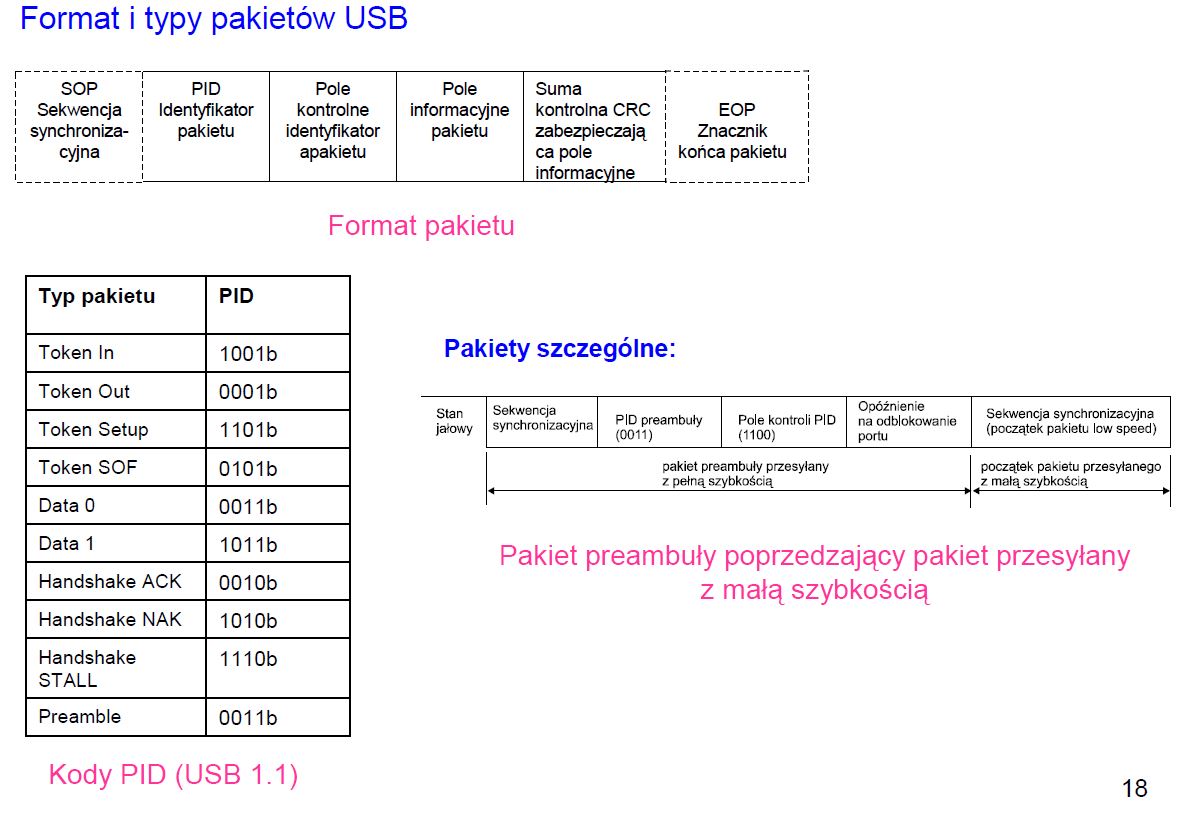 Format i typy pakietów USB
SOP
Sekwencja
synchroniza-
cyjna
PID
Identyfikator
pakietu
Pole
kontrolne
identyfikator
apakietu
Pole
informacyjne
pakietu
Suma
kontrolna CRC
zabezpieczają
ca pole
informacyjne
EOP
Znacznik
końca pakietu
Format pakietu
Typ pakietu PID
Token In 1001b
Token Out 0001b
Token Setup 1101b
Token SOF 0101b
Data 0 0011b
Data 1 1011b
Handshake ACK 0010b
Handshake NAK 1010b
Handshake
STALL 1110b
Preamble 0011b
Kody PID (USB 1.1)
Pakiety szczególne:
Stan
jałowy
Sekwencja
synchronizacyjna
PID preambuły
(0011)
Pole kontroli PID
(1100)
Opóźnienie
na odblokowanie
portu
Sekwencja synchronizacyjna
(początek pakietu low speed)
pakiet preambuły przesyłany
z pełną szybkością
początek pakietu przesyłanego
z małą szybkością
Pakiet preambuły poprzedzający pakiet przesyłany
z małą szybkością
18